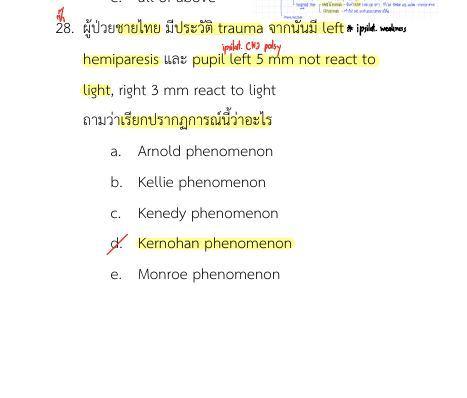 e. all of above
28. ผู้ป่วยชายไทย มีประวัติ trauma จากนั้นมี left * ipsilat. weakness
ipsilat. CN3 palsy
hemiparesis และ pupil left 5 mm not react to
light, right 3 mm react to light
ถามว่าเรียกปรากฏการณ์นี้ว่าอะไร
a. Arnold phenomenon
b. Kellie phenomenon
c. Kenedy phenomenon
d. Kernohan phenomenon
e. Monroe phenomenon